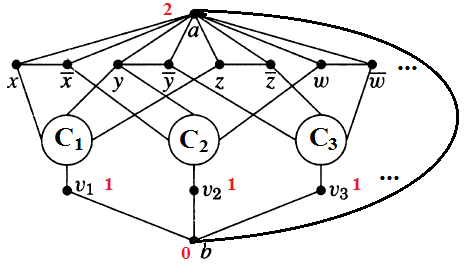 2
a
x x̅ y y̅ z z̅ w w̅ ...
C₁ C₂ C₃
v₁ 1 v₂ 1 v₃ 1 ...
0 b